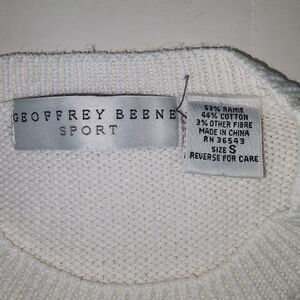 GEOFFREY BEENE
SPORT
53% RAMIE
44% COTTON
3% OTHER FIBRE
MADE IN CHINA
RN 36543
SIZE S
REVERSE FOR CARE